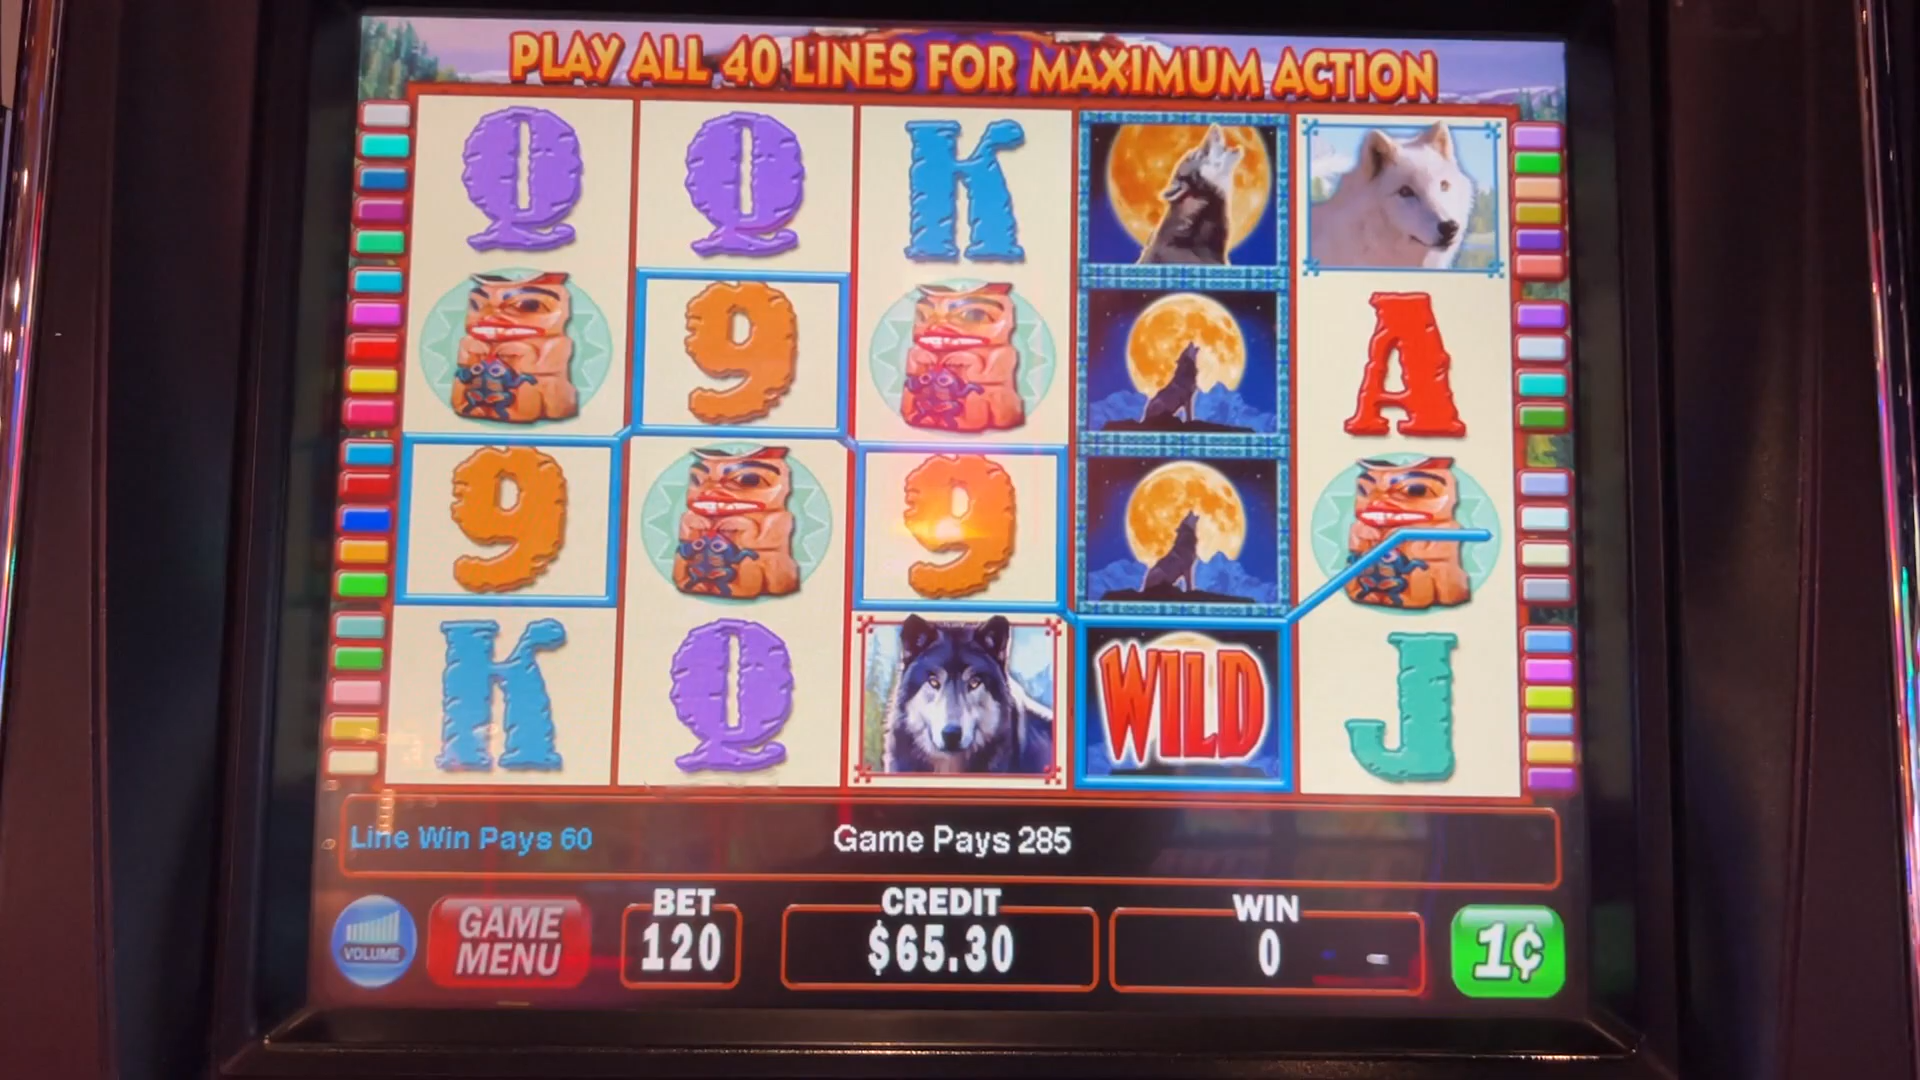 PLAY ALL 40 LINES FOR MAXIMUM ACTION
Q Q K
9 A
9 9
K Q WILD J
Line Win Pays 60 Game Pays 285
VOLUME GAME MENU BET 120 CREDIT $65.30 WIN 0 1¢